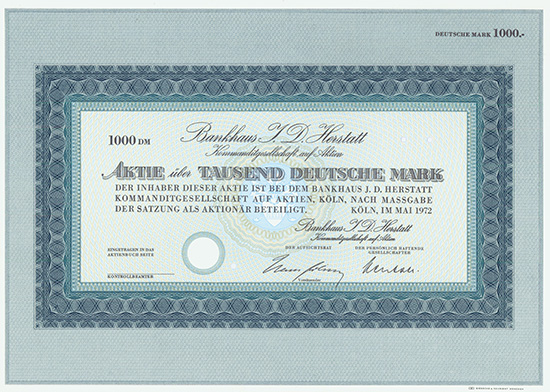 DEUTSCHE MARK 1000.-
1000 DM
Bankhaus J. D. Herstatt
Kommanditgesellschaft auf Aktien
AKTIE über TAUSEND DEUTSCHE MARK
DER INHABER DIESER AKTIE IST BEI DEM BANKHAUS J. D. HERSTATT
KOMMANDITGESELLSCHAFT AUF AKTIEN, KÖLN, NACH MASSGABE
DER SATZUNG ALS AKTIONÄR BETEILIGT. KÖLN, IM MAI 1972
Bankhaus J. D. Herstatt
Kommanditgesellschaft auf Aktien
EINGETRAGEN IN DAS
AKTIENBUCH SEITE
DER AUFSICHTSRAT
DER PERSÖNLICH HAFTENDE
GESELLSCHAFTER
KONTROLLBEAMTER
Vorsitzender